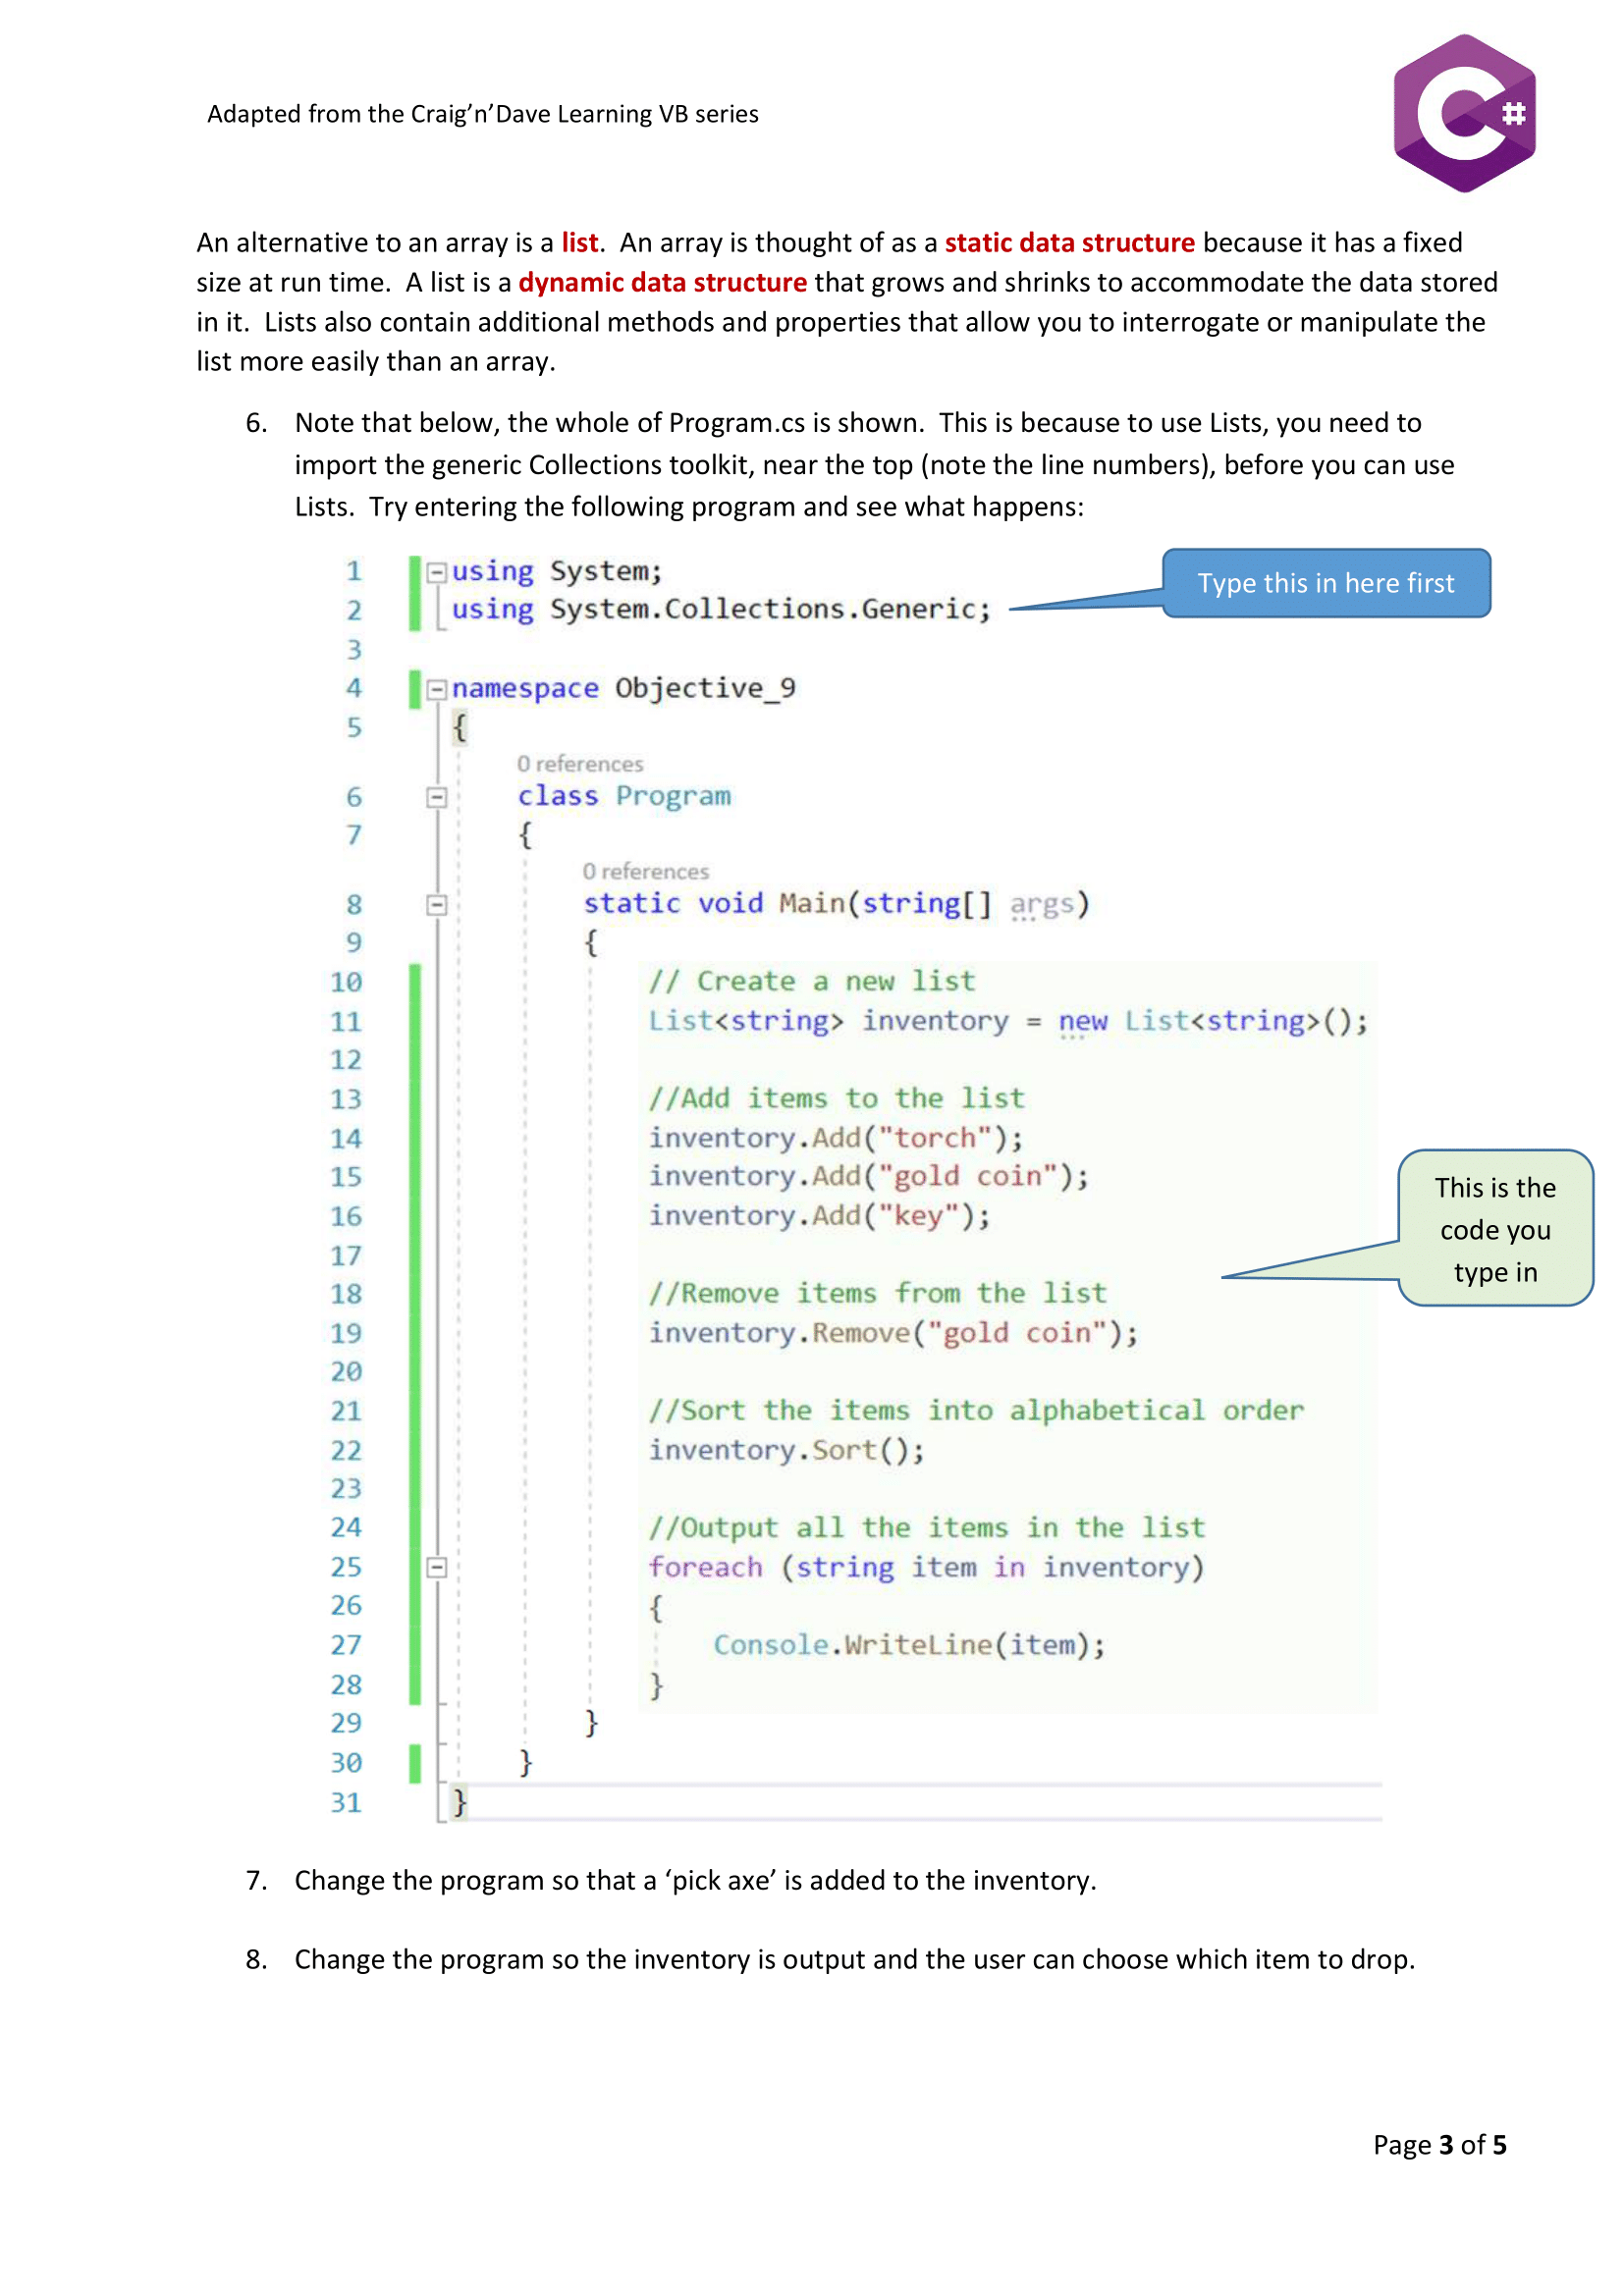 Adapted from the Craig’n’Dave Learning VB series
C#
An alternative to an array is a list.  An array is thought of as a static data structure because it has a fixed
size at run time.  A list is a dynamic data structure that grows and shrinks to accommodate the data stored
in it.  Lists also contain additional methods and properties that allow you to interrogate or manipulate the
list more easily than an array.
6. Note that below, the whole of Program.cs is shown.  This is because to use Lists, you need to
import the generic Collections toolkit, near the top (note the line numbers), before you can use
Lists.  Try entering the following program and see what happens:
1 using System;
Type this in here first
2 using System.Collections.Generic;
3
4 namespace Objective_9
5 {
0 references
6 class Program
7 {
0 references
8 static void Main(string[] args)
9 {
10 // Create a new list
11 List<string> inventory = new List<string>();
12
13 //Add items to the list
14 inventory.Add("torch");
15 inventory.Add("gold coin");
16 inventory.Add("key");
17
18 //Remove items from the list
19 inventory.Remove("gold coin");
20
21 //Sort the items into alphabetical order
22 inventory.Sort();
23
24 //Output all the items in the list
25 foreach (string item in inventory)
26 {
27 Console.WriteLine(item);
28 }
29 }
30 }
31 }
This is the
code you
type in
7. Change the program so that a ‘pick axe’ is added to the inventory.
8. Change the program so the inventory is output and the user can choose which item to drop.
Page 3 of 5